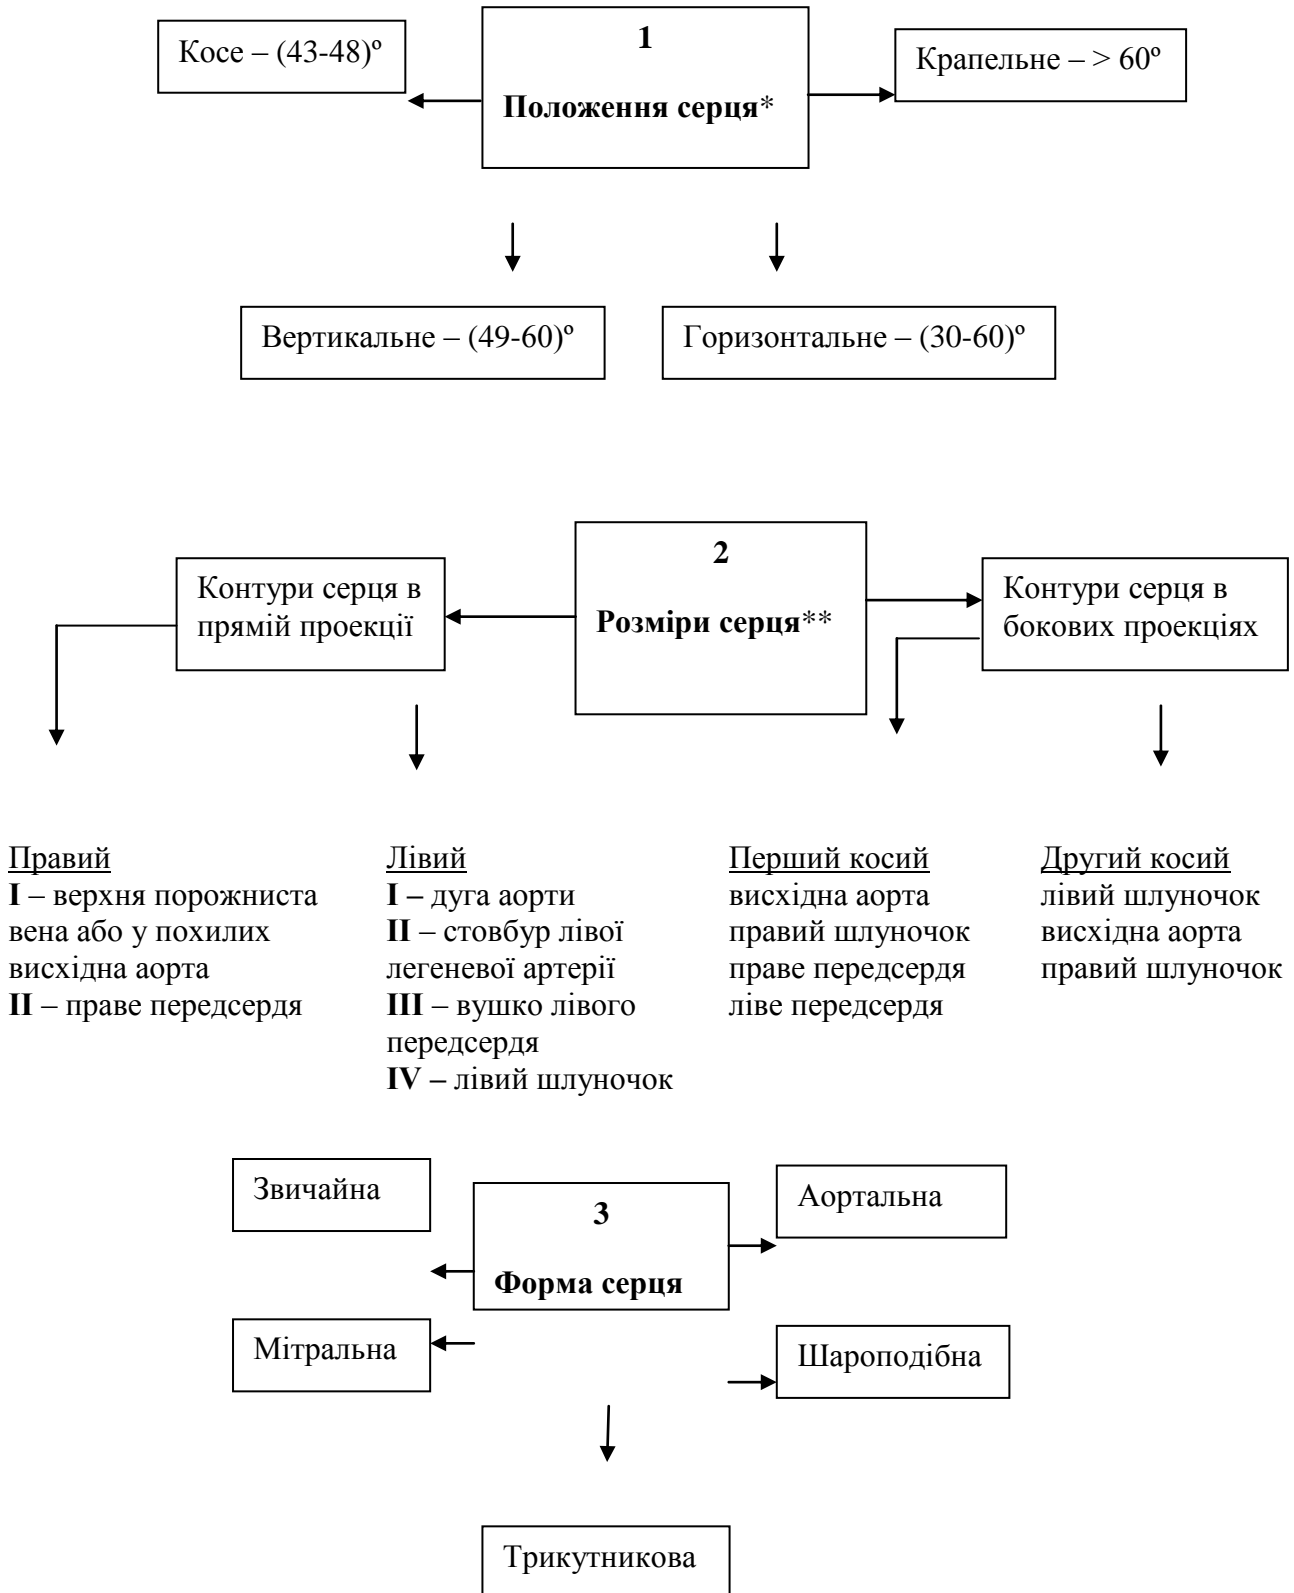 Косе – (43-48)º
1
Положення серця*
Крапельне – > 60º
Вертикальне – (49-60)º
Горизонтальне – (30-60)º
2
Розміри серця**
Контури серця в
прямій проекції
Контури серця в
бокових проекціях
Правий
I – верхня порожниста
вена або у похилих
висхідна аорта
II – праве передсердя
Лівий
I – дуга аорти
II – стовбур лівої
легеневої артерії
III – вушко лівого
передсердя
IV – лівий шлуночок
Перший косий
висхідна аорта
правий шлуночок
праве передсердя
ліве передсердя
Другий косий
лівий шлуночок
висхідна аорта
правий шлуночок
3
Форма серця
Звичайна
Аортальна
Мітральна
Шароподібна
Трикутникова